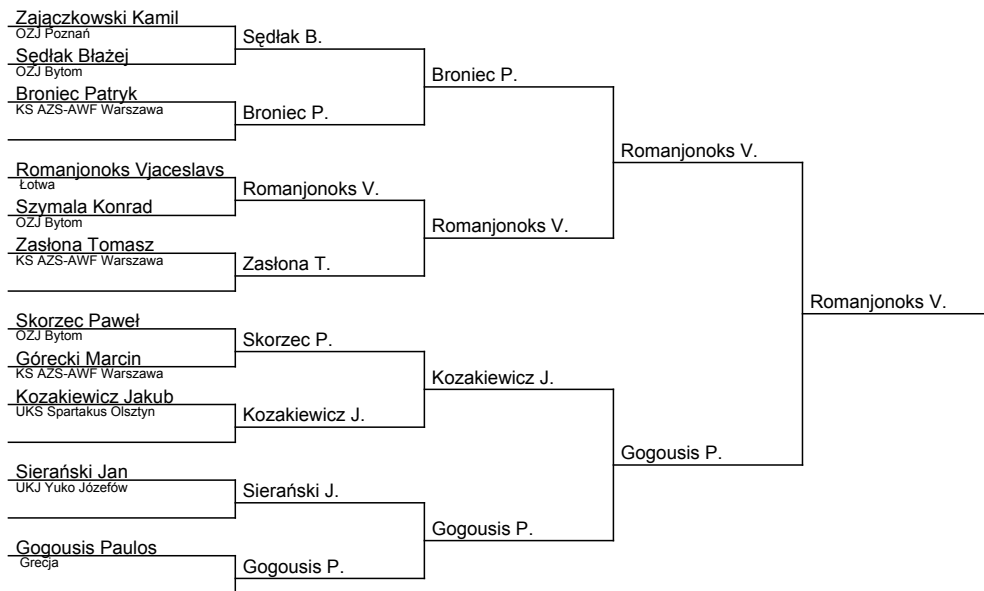 Zajączkowski Kamil
OZJ Poznań
Sędłak Błażej
OZJ Bytom
Broniec Patryk
KS AZS-AWF Warszawa
Romanjonoks Vjaceslavs
Łotwa
Szymala Konrad
OZJ Bytom
Zasłona Tomasz
KS AZS-AWF Warszawa
Skorzec Paweł
OZJ Bytom
Górecki Marcin
KS AZS-AWF Warszawa
Kozakiewicz Jakub
UKS Spartakus Olsztyn
Sierański Jan
UKJ Yuko Józefów
Gogousis Paulos
Grecja
Sędłak B.
Broniec P.
Romanjonoks V.
Zasłona T.
Skorzec P.
Kozakiewicz J.
Sierański J.
Gogousis P.
Broniec P.
Romanjonoks V.
Kozakiewicz J.
Gogousis P.
Romanjonoks V.
Gogousis P.
Romanjonoks V.